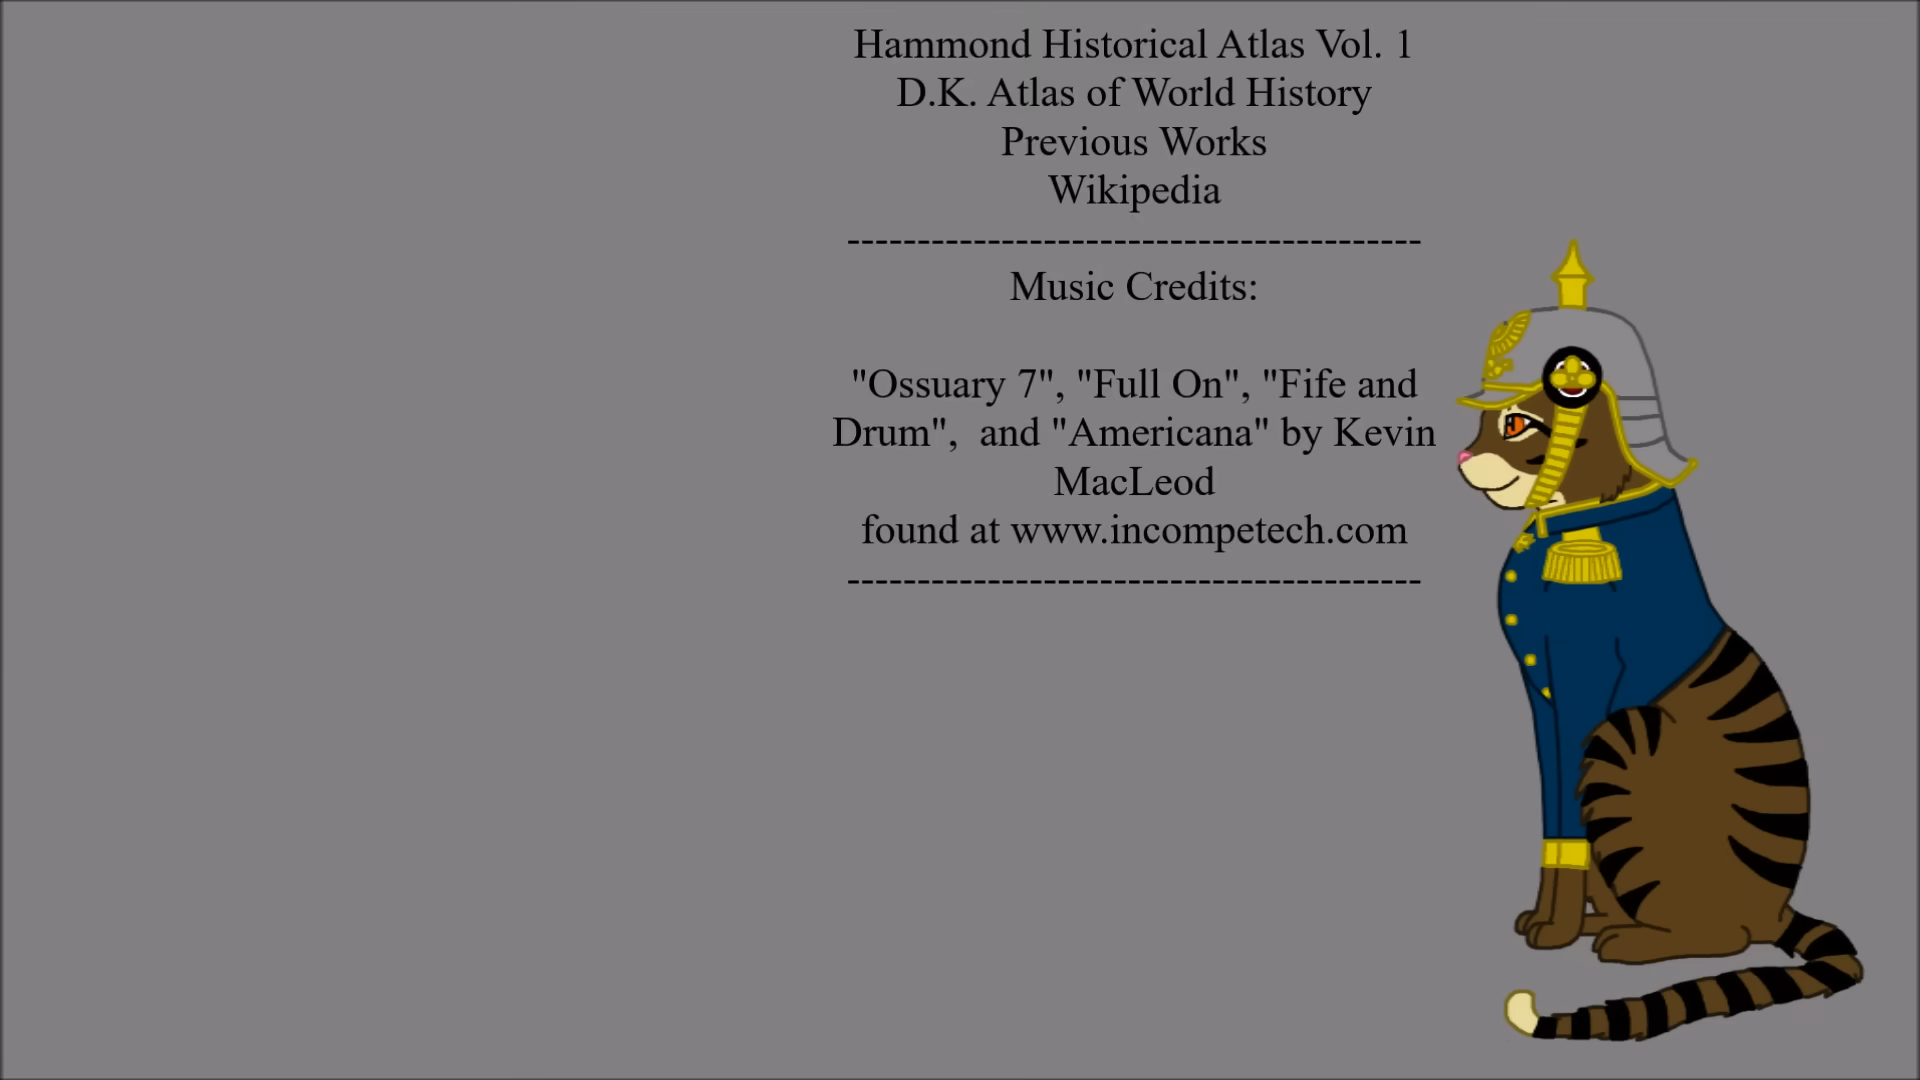 Hammond Historical Atlas Vol. 1
D.K. Atlas of World History
Previous Works
Wikipedia
-----------------------------------------
Music Credits:
"Ossuary 7", "Full On", "Fife and
Drum",  and "Americana" by Kevin
MacLeod
found at www.incompetech.com
-----------------------------------------